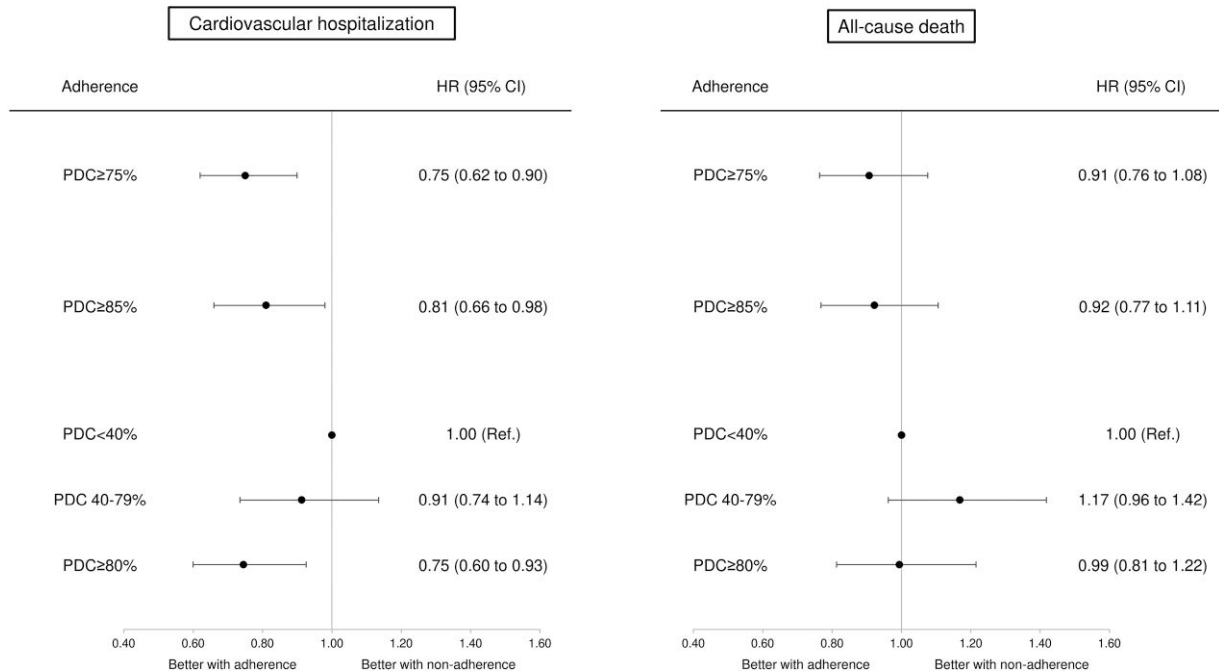 Cardiovascular hospitalization
Adherence HR (95% CI)
PDC≥75% 0.75 (0.62 to 0.90)
PDC≥85% 0.81 (0.66 to 0.98)
PDC<40% 1.00 (Ref.)
PDC 40-79% 0.91 (0.74 to 1.14)
PDC≥80% 0.75 (0.60 to 0.93)
0.40 0.60 0.80 1.00 1.20 1.40 1.60
Better with adherence Better with non-adherence
All-cause death
Adherence HR (95% CI)
PDC≥75% 0.91 (0.76 to 1.08)
PDC≥85% 0.92 (0.77 to 1.11)
PDC<40% 1.00 (Ref.)
PDC 40-79% 1.17 (0.96 to 1.42)
PDC≥80% 0.99 (0.81 to 1.22)
0.40 0.60 0.80 1.00 1.20 1.40 1.60
Better with adherence Better with non-adherence